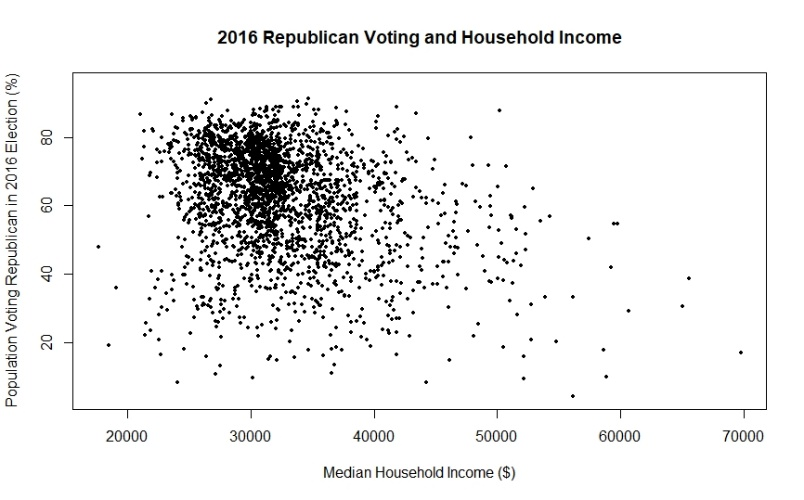 2016 Republican Voting and Household Income
Population Voting Republican in 2016 Election (%)
80
60
40
20
20000 30000 40000 50000 60000 70000
Median Household Income ($)